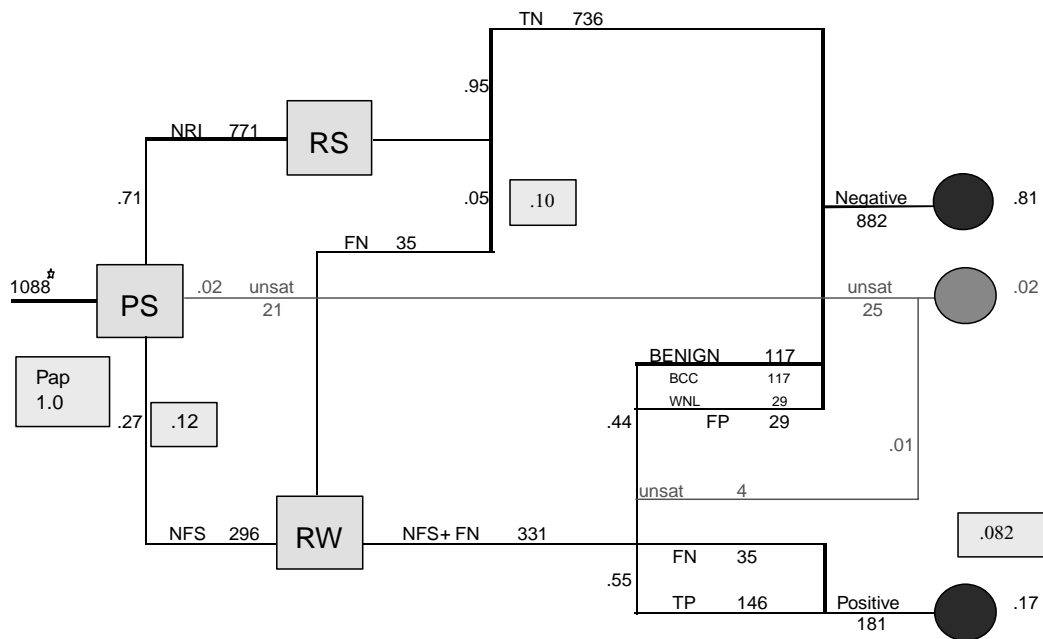 TN 736
.95
NRI 771
RS
.71
.05
.10
Negative
882
.81
FN 35
1088☆
PS
.02 unsat
21
unsat
25
.02
Pap
1.0
.27
.12
BENIGN 117
BCC 117
WNL 29
FP 29
.44
.01
unsat 4
NFS 296
RW
NFS+ FN 331
.082
FN 35
.55
TP 146
Positive
181
.17